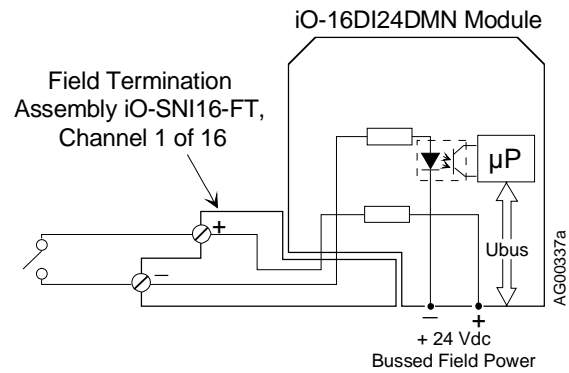 iO-16DI24DMN Module
Field Termination
Assembly iO-SNI16-FT,
Channel 1 of 16
µP
Ubus
+
–
AG00337a
– +
+ 24 Vdc
Bussed Field Power